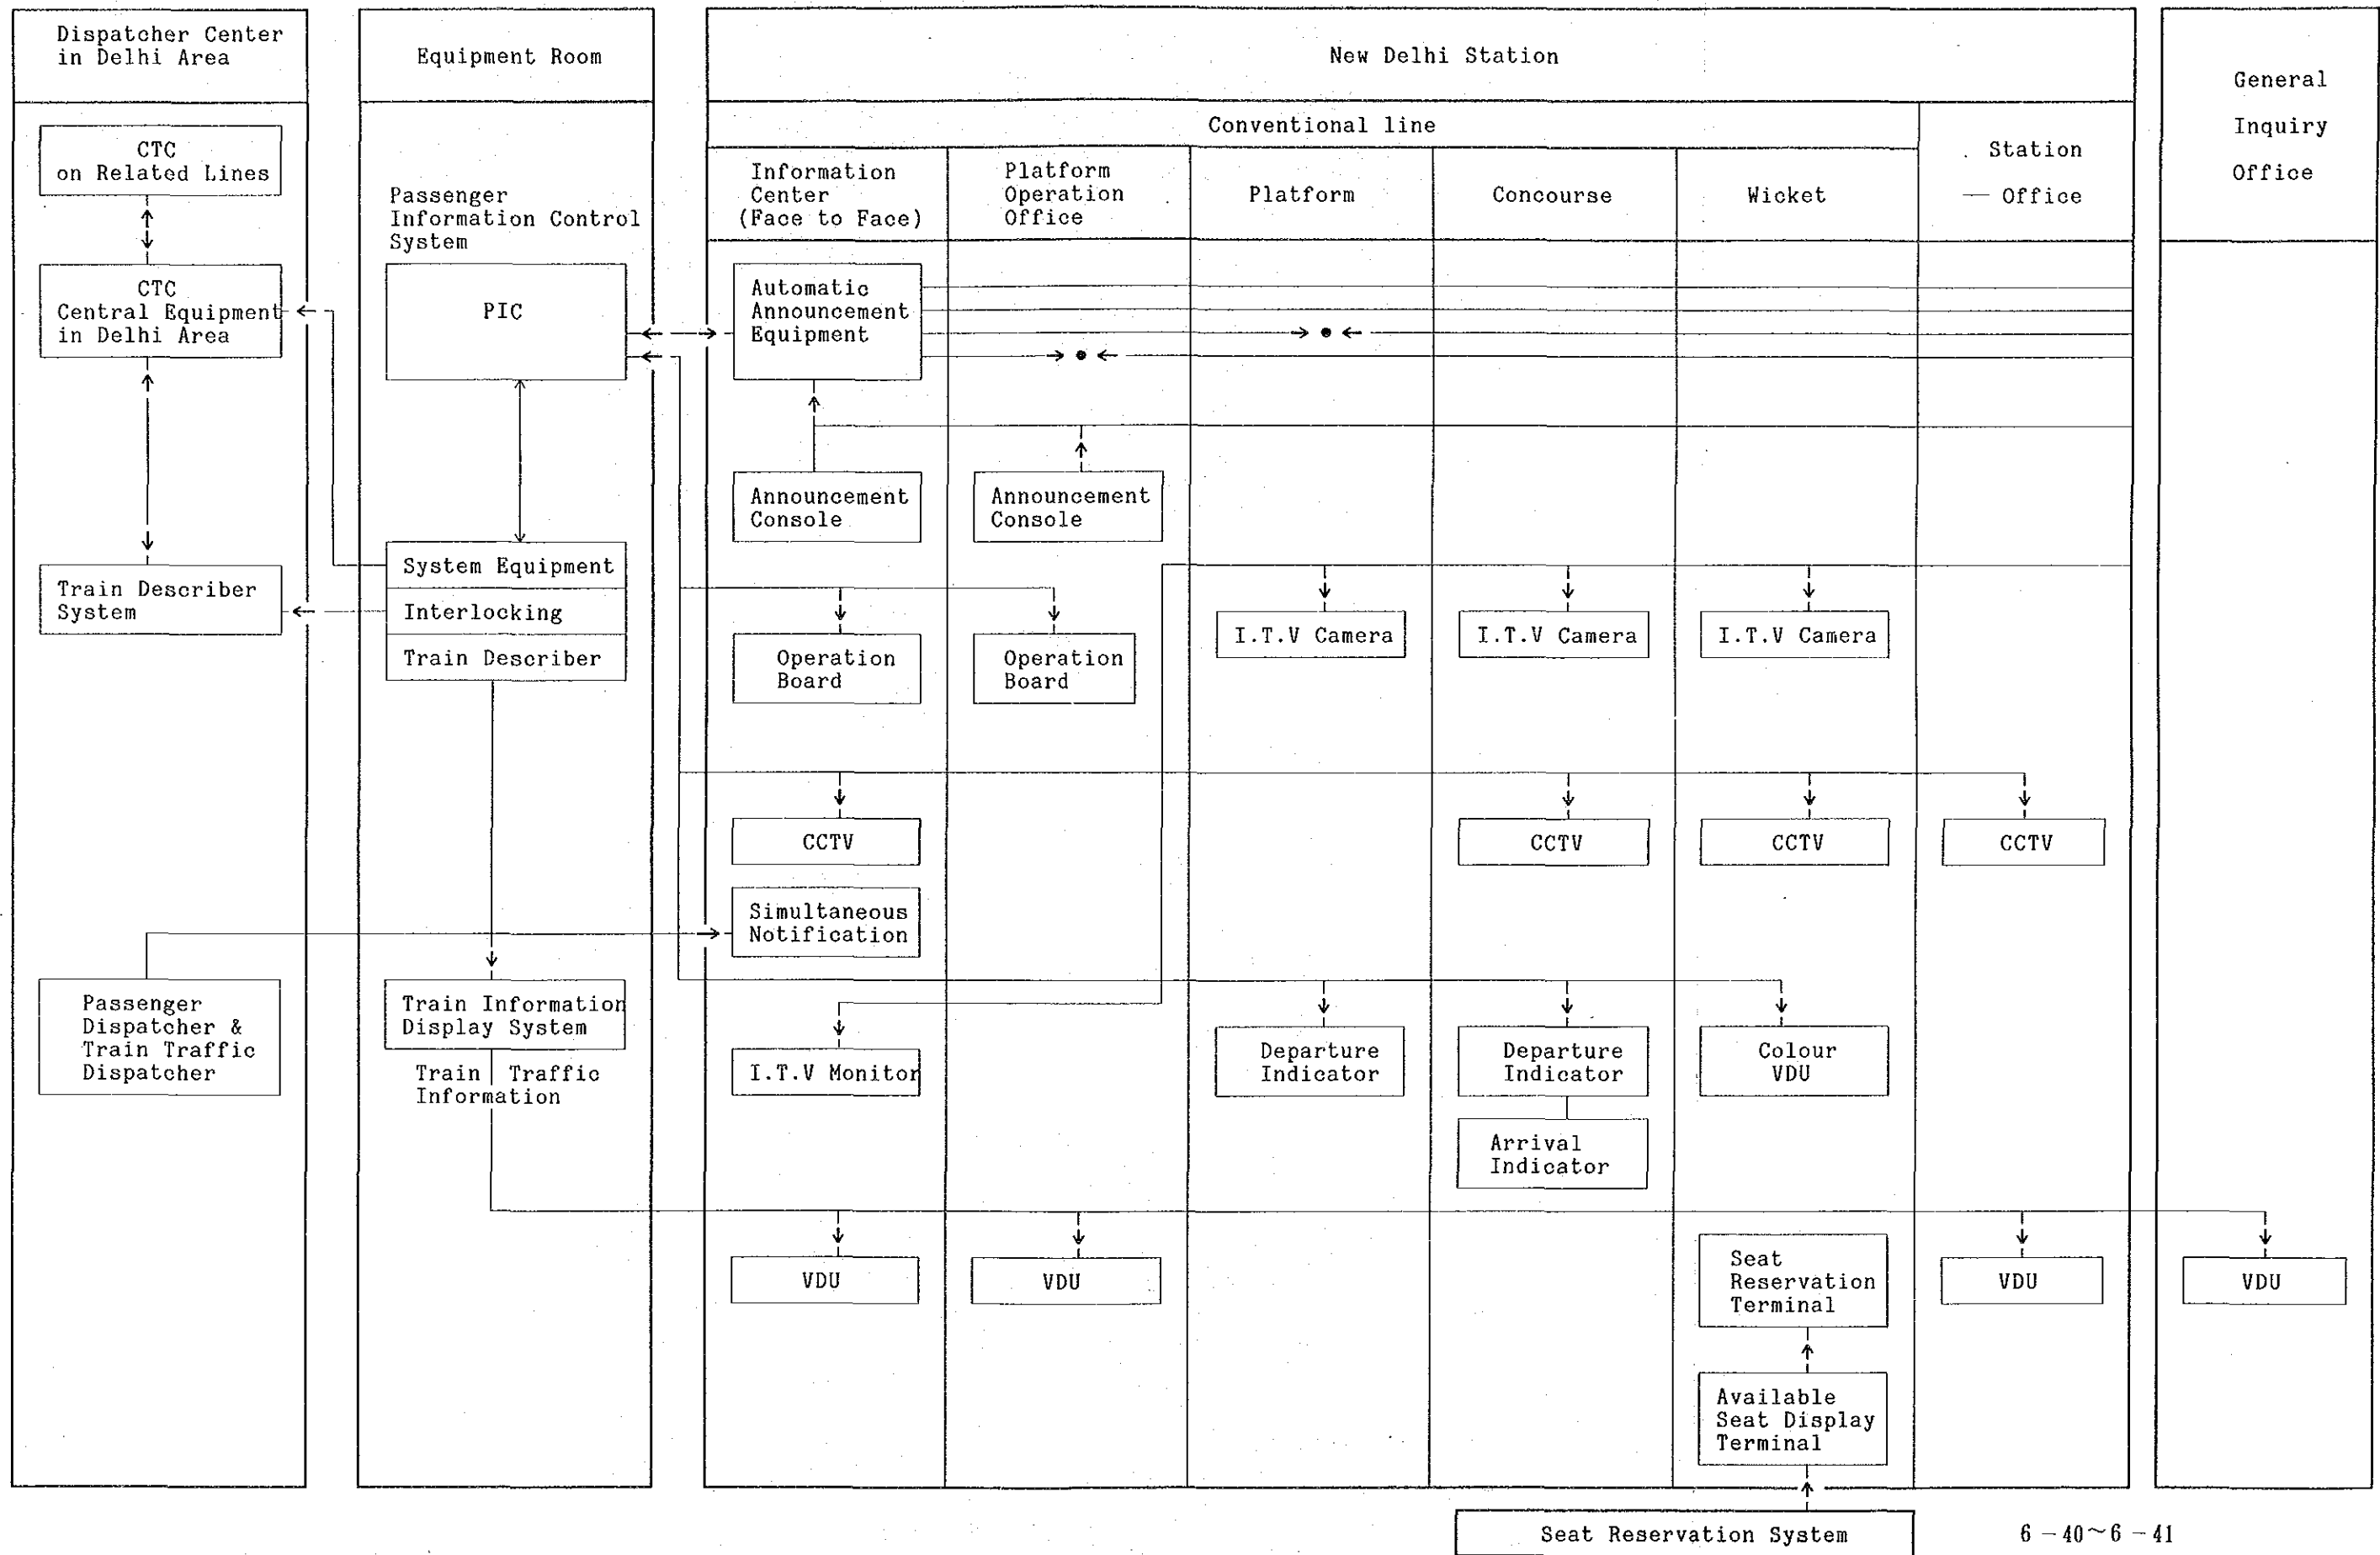 Dispatcher Center
in Delhi Area
Equipment Room
New Delhi Station
General
Inquiry
Office
Conventional line
Station
Office
Information
Center
(Face to Face)
Platform
Operation
Office
Platform
Concourse
Wicket
CTC
on Related Lines
CTC
Central Equipment
in Delhi Area
Train Describer
System
Passenger
Dispatcher &
Train Traffic
Dispatcher
Passenger
Information Control
System
PIC
System Equipment
Interlocking
Train Describer
Train Information
Display System
Train Traffic
Information
Automatic
Announcement
Equipment
Announcement
Console
Announcement
Console
Operation
Board
Operation
Board
I.T.V Camera
I.T.V Camera
I.T.V Camera
CCTV
CCTV
CCTV
CCTV
Simultaneous
Notification
I.T.V Monitor
Departure
Indicator
Departure
Indicator
Colour
VDU
Arrival
Indicator
VDU
VDU
VDU
VDU
Seat
Reservation
Terminal
Available
Seat Display
Terminal
Seat Reservation System
6-40~6-41